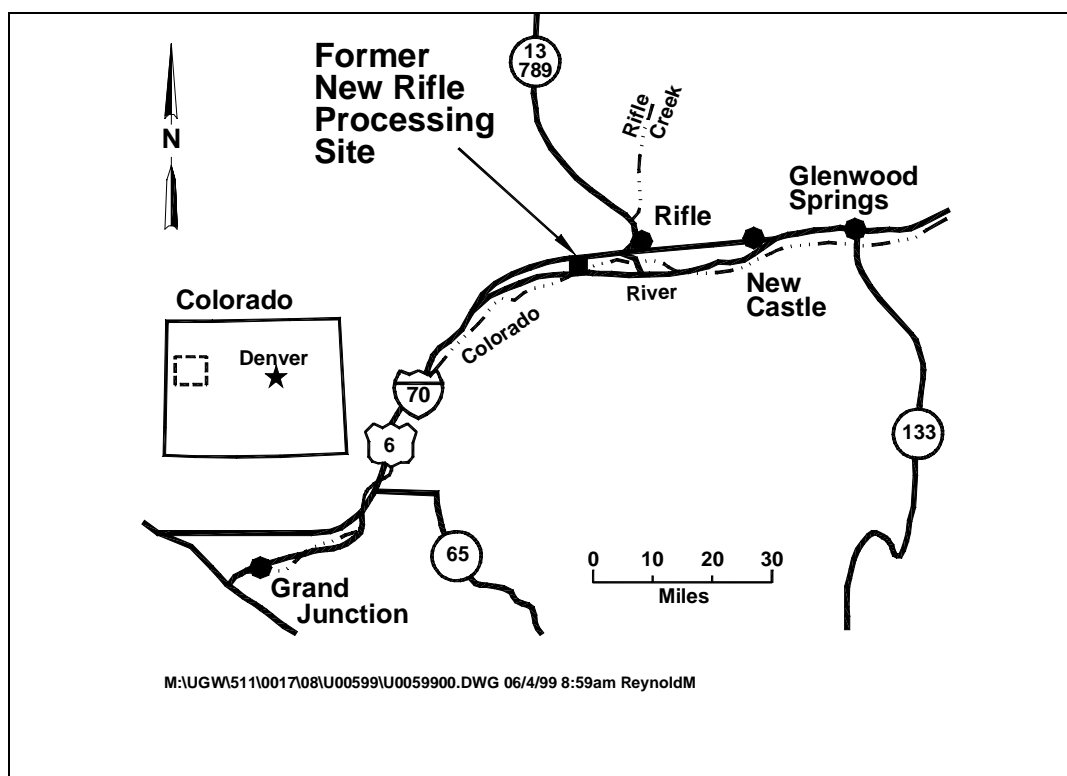 Former
New Rifle
Processing
Site
13
789
Rifle
Creek
N
Rifle
Glenwood
Springs
River
New
Castle
Colorado
Colorado
Denver
70
6
133
65
0 10 20 30
Miles
Grand
Junction
M:\UGW\511\0017\08\U00599\U0059900.DWG 06/4/99 8:59am ReynoldM